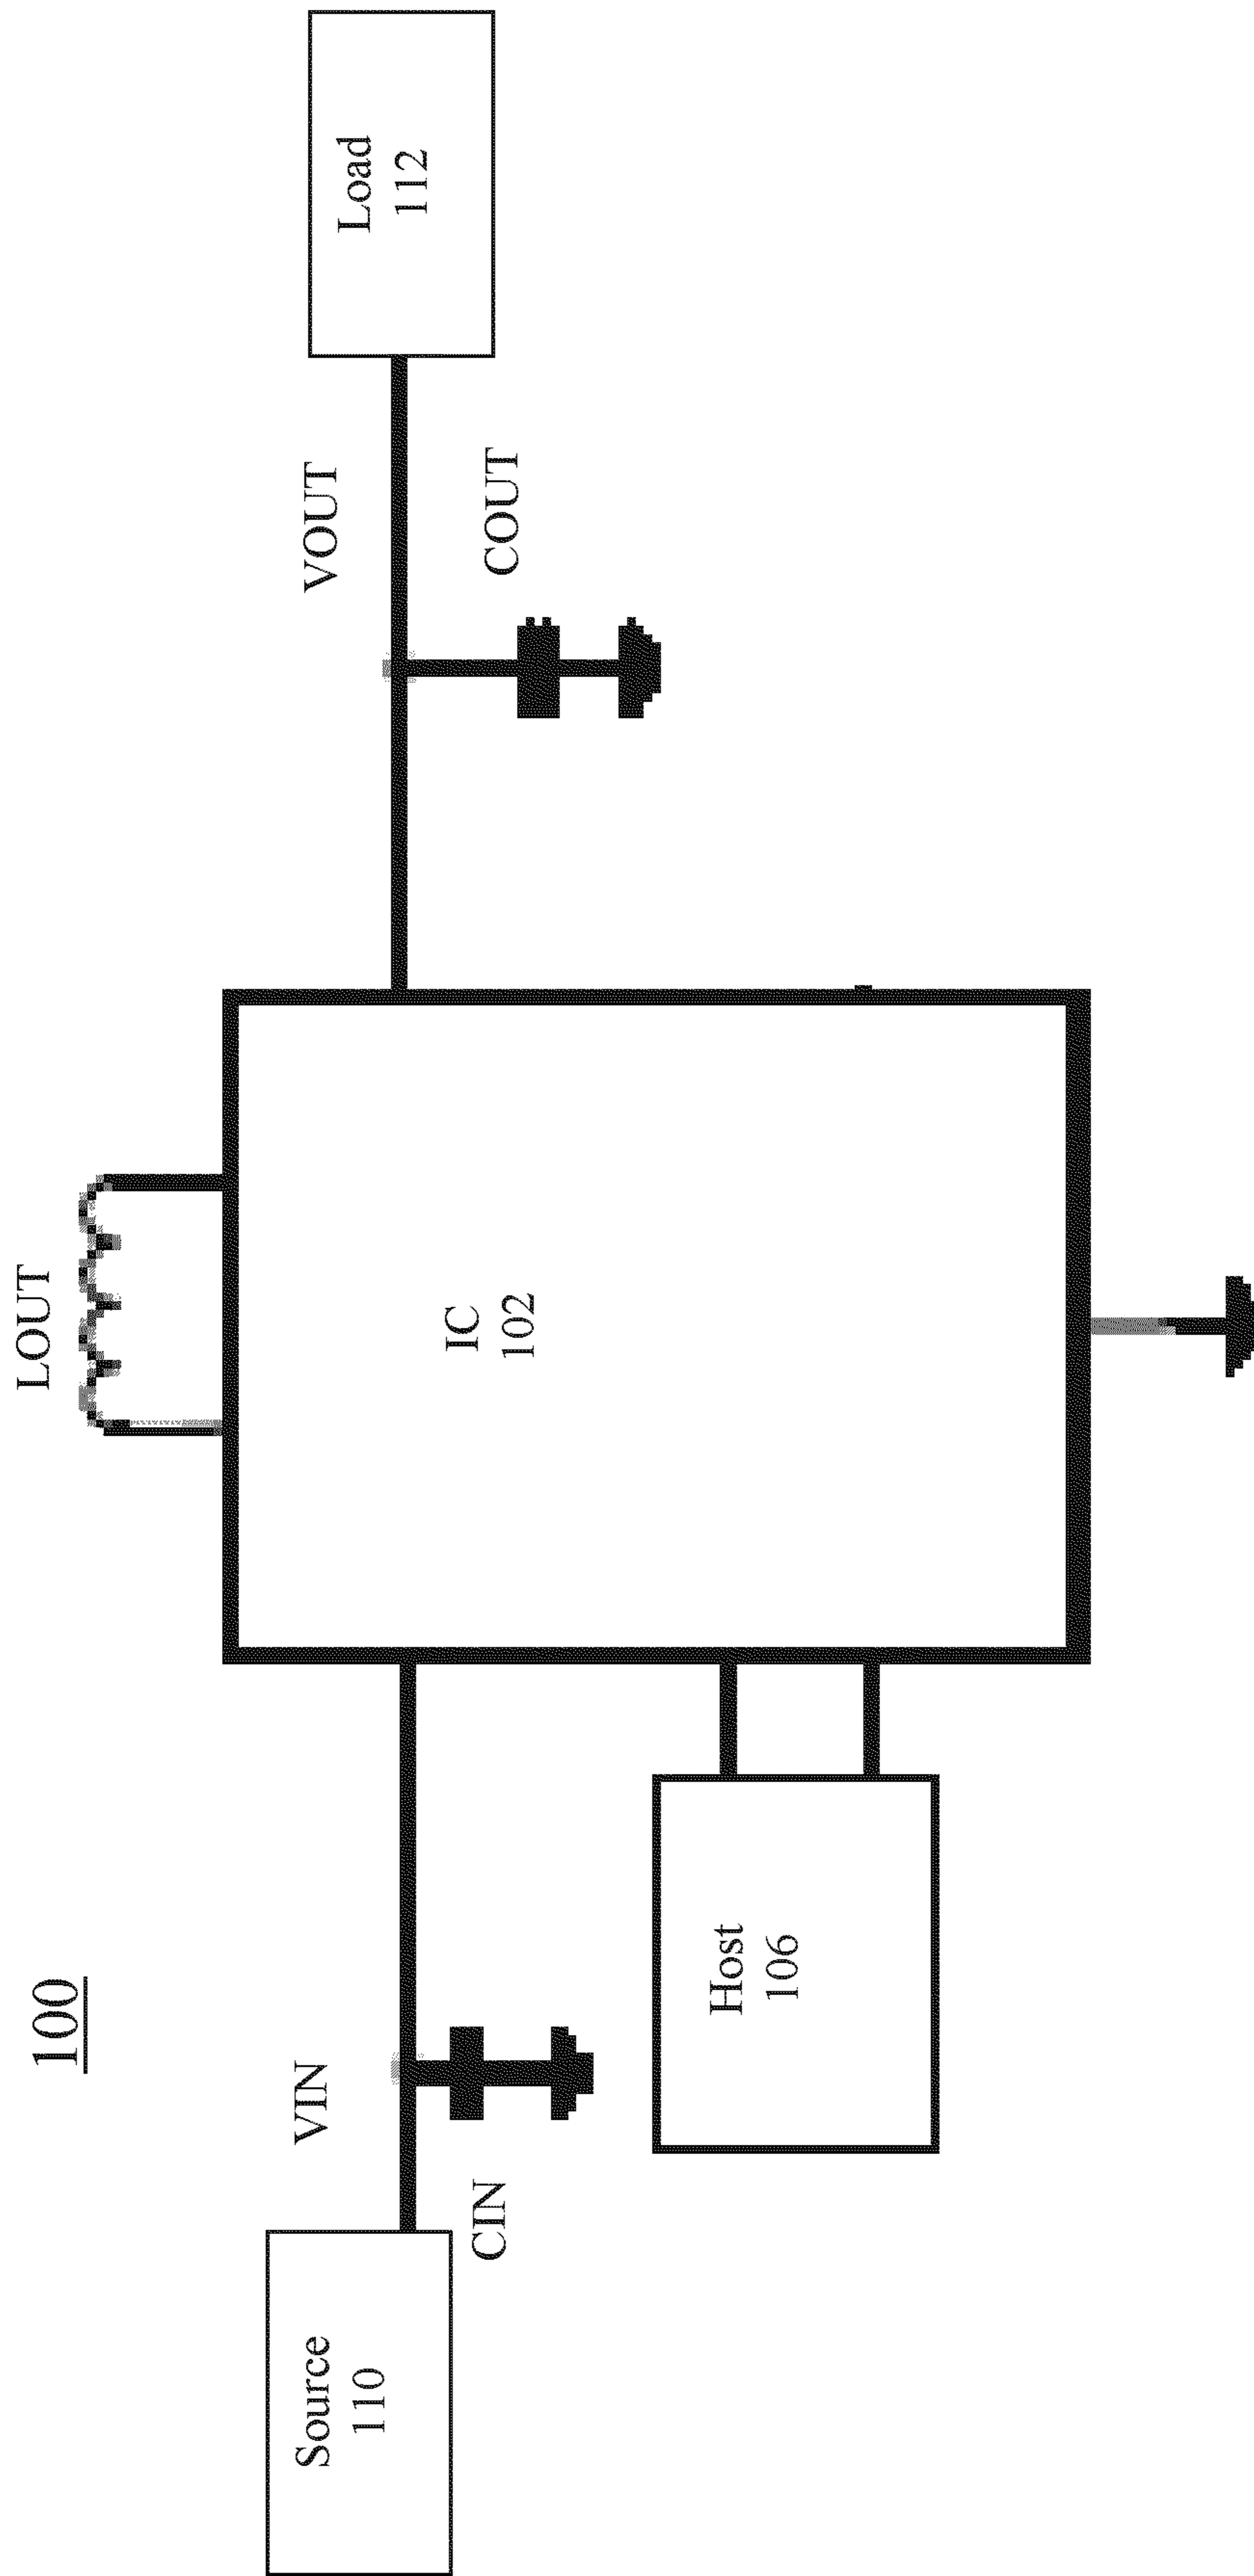 100
LOUT
Source
110
VIN
CIN
Host
106
IC
102
VOUT
COUT
Load
112